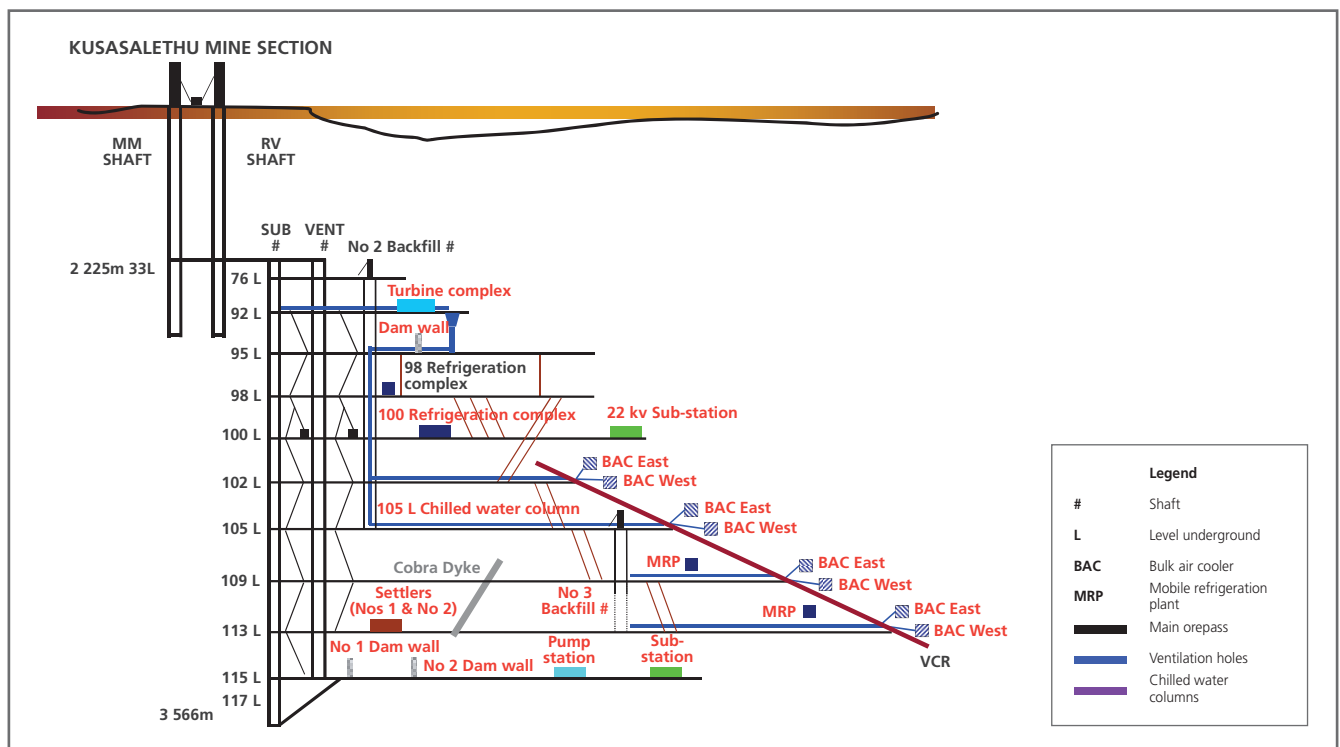 KUSASALETHU MINE SECTION
MM
SHAFT
RV
SHAFT
SUB
#
VENT
#
No 2 Backfill #
2 225m 33L
76 L
Turbine complex
92 L
Dam wall
95 L
98 Refrigeration
complex
98 L
100 Refrigeration complex
22 kv Sub-station
100 L
BAC East
BAC West
102 L
105 L Chilled water column
BAC East
BAC West
105 L
Cobra Dyke
MRP
BAC East
BAC West
109 L
Settlers
(Nos 1 & No 2)
No 3
Backfill #
MRP
BAC East
BAC West
113 L
No 1 Dam wall
No 2 Dam wall
Pump
station
Sub-
station
VCR
115 L
117 L
3 566m
Legend
# Shaft
L Level underground
BAC Bulk air cooler
MRP Mobile refrigeration
plant
Main orepass
Ventilation holes
Chilled water
columns